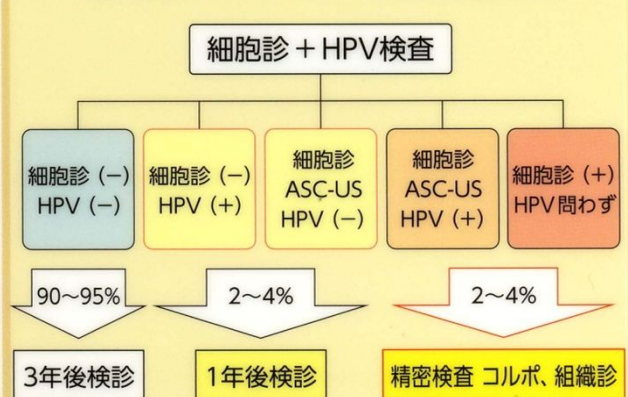 細胞診＋HPV検査
細胞診（−）
HPV（−）
細胞診（−）
HPV（+）
細胞診
ASC-US
HPV（−）
細胞診
ASC-US
HPV（+）
細胞診（+）
HPV問わず
90～95%
2～4%
2～4%
3年後検診
1年後検診
精密検査 コルポ、組織診